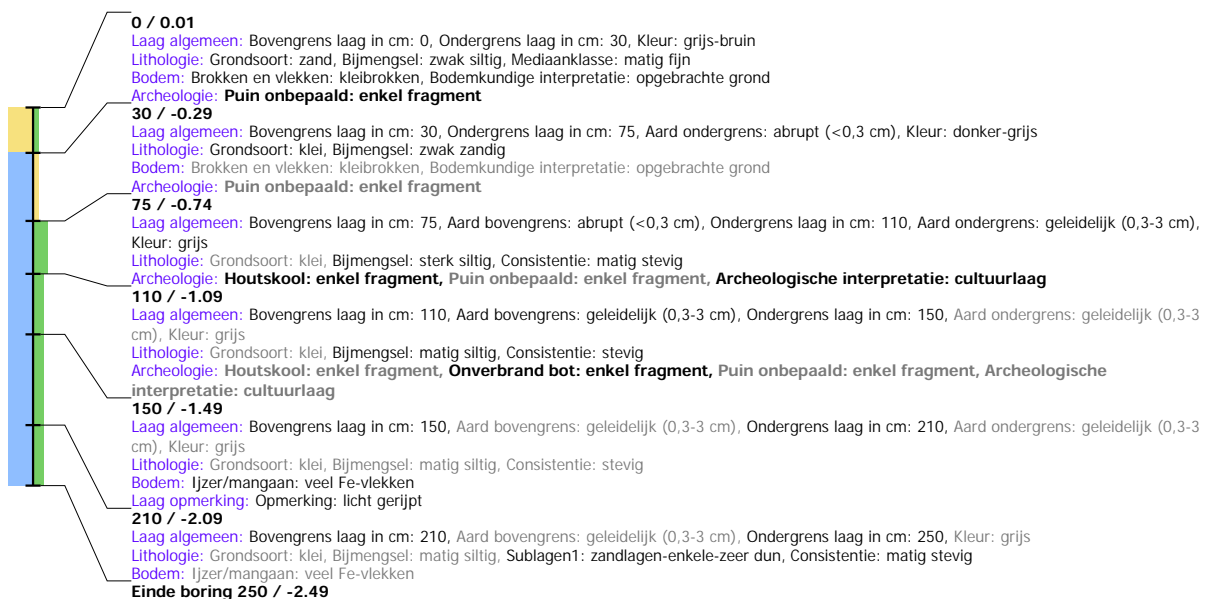 0 / 0.01
Laag algemeen: Bovengrens laag in cm: 0, Ondergrens laag in cm: 30, Kleur: grijs-bruin
Lithologie: Grondsoort: zand, Bijmengsel: zwak siltig, Mediaanklasse: matig fijn
Bodem: Brokken en vlekken: kleibrokken, Bodemkundige interpretatie: opgebrachte grond
Archeologie: Puin onbepaald: enkel fragment
30 / -0.29
Laag algemeen: Bovengrens laag in cm: 30, Ondergrens laag in cm: 75, Aard ondergrens: abrupt (<0,3 cm), Kleur: donker-grijs
Lithologie: Grondsoort: klei, Bijmengsel: zwak zandig
Bodem: Brokken en vlekken: kleibrokken, Bodemkundige interpretatie: opgebrachte grond
Archeologie: Puin onbepaald: enkel fragment
75 / -0.74
Laag algemeen: Bovengrens laag in cm: 75, Aard bovengrens: abrupt (<0,3 cm), Ondergrens laag in cm: 110, Aard ondergrens: geleidelijk (0,3-3 cm),
Kleur: grijs
Lithologie: Grondsoort: klei, Bijmengsel: sterk siltig, Consistentie: matig stevig
Archeologie: Houtskool: enkel fragment, Puin onbepaald: enkel fragment, Archeologische interpretatie: cultuurlaag
110 / -1.09
Laag algemeen: Bovengrens laag in cm: 110, Aard bovengrens: geleidelijk (0,3-3 cm), Ondergrens laag in cm: 150, Aard ondergrens: geleidelijk (0,3-3
cm), Kleur: grijs
Lithologie: Grondsoort: klei, Bijmengsel: matig siltig, Consistentie: stevig
Archeologie: Houtskool: enkel fragment, Onverbrand bot: enkel fragment, Puin onbepaald: enkel fragment, Archeologische
interpretatie: cultuurlaag
150 / -1.49
Laag algemeen: Bovengrens laag in cm: 150, Aard bovengrens: geleidelijk (0,3-3 cm), Ondergrens laag in cm: 210, Aard ondergrens: geleidelijk (0,3-3
cm), Kleur: grijs
Lithologie: Grondsoort: klei, Bijmengsel: matig siltig, Consistentie: stevig
Bodem: Ijzer/mangaan: veel Fe-vlekken
Laag opmerking: Opmerking: licht gerijpt
210 / -2.09
Laag algemeen: Bovengrens laag in cm: 210, Aard bovengrens: geleidelijk (0,3-3 cm), Ondergrens laag in cm: 250, Kleur: grijs
Lithologie: Grondsoort: klei, Bijmengsel: matig siltig, Sublagen1: zandlagen-enkele-zeer dun, Consistentie: matig stevig
Bodem: Ijzer/mangaan: veel Fe-vlekken
Einde boring 250 / -2.49